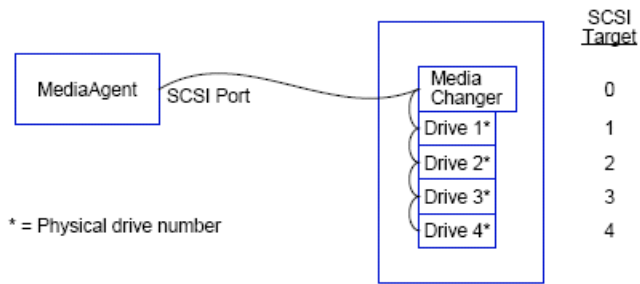 SCSI
Target
MediaAgent
SCSI Port
Media
Changer
0
Drive 1*
1
Drive 2*
2
Drive 3*
3
Drive 4*
4
* = Physical drive number